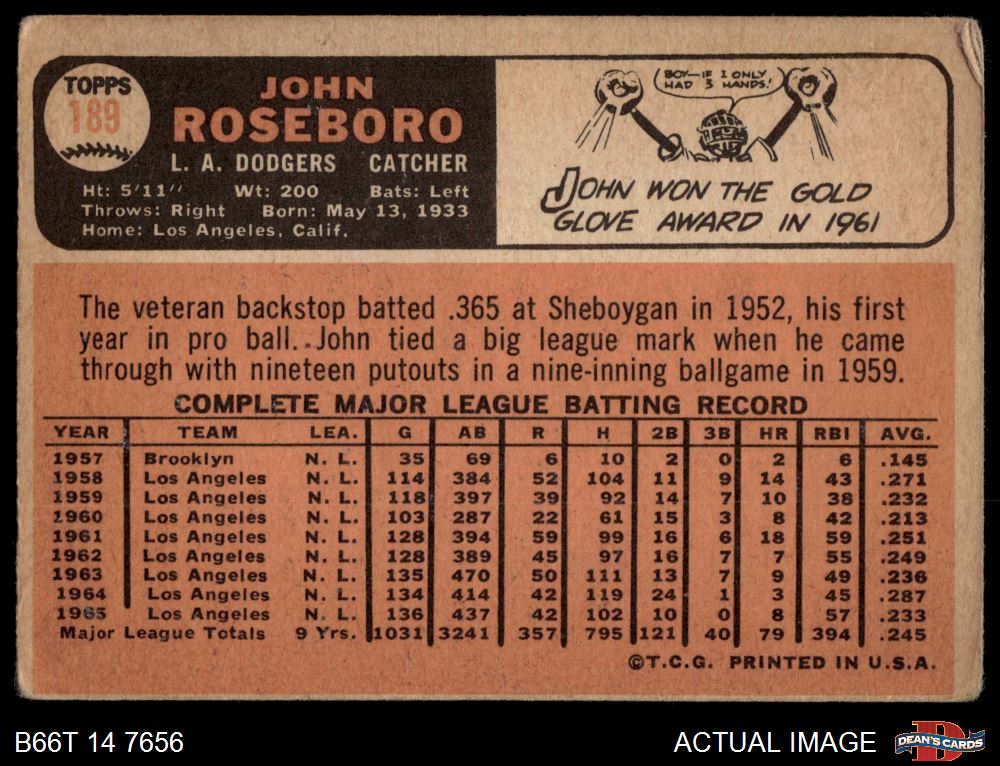 TOPPS
189
JOHN
ROSEBORO
L. A. DODGERS CATCHER
Ht: 5'11" Wt: 200 Bats: Left
Throws: Right Born: May 13, 1933
Home: Los Angeles, Calif.
BOY—IF I ONLY
HAD 3 HANDS!
JOHN WON THE GOLD
GLOVE AWARD IN 1961
The veteran backstop batted .365 at Sheboygan in 1952, his first
year in pro ball...John tied a big league mark when he came
through with nineteen putouts in a nine-inning ballgame in 1959.
COMPLETE MAJOR LEAGUE BATTING RECORD
YEAR TEAM LEA. G AB R H 2B 3B HR RBI AVG.
1957 Brooklyn N. L. 35 69 6 10 2 0 2 6 .145
1958 Los Angeles N. L. 114 384 52 104 11 9 14 43 .271
1959 Los Angeles N. L. 118 397 39 92 14 7 10 38 .232
1960 Los Angeles N. L. 103 287 22 61 15 3 8 42 .213
1961 Los Angeles N. L. 128 394 59 99 16 6 18 59 .251
1962 Los Angeles N. L. 128 389 45 97 16 7 7 55 .249
1963 Los Angeles N. L. 135 470 50 111 13 7 9 49 .236
1964 Los Angeles N. L. 134 414 42 119 24 1 3 45 .287
1965 Los Angeles N. L. 136 437 42 102 10 0 8 57 .233
Major League Totals 9 Yrs. 1031 3241 357 795 121 40 79 394 .245
©T.C.G. PRINTED IN U.S.A.
B66T 14 7656
ACTUAL IMAGE
DEAN'S CARDS